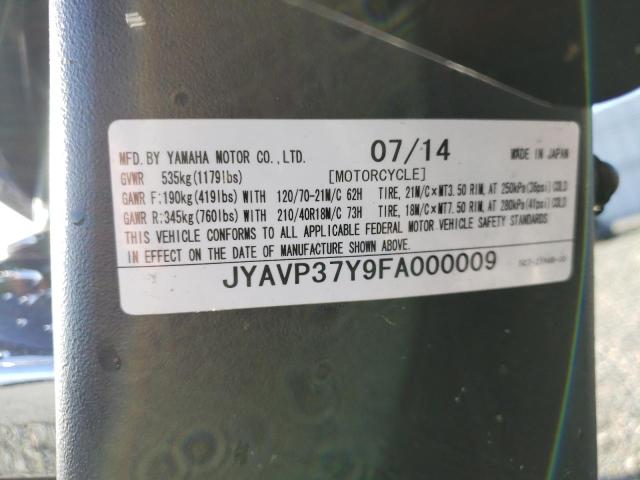 MFD. BY YAMAHA MOTOR CO., LTD. 07/14 MADE IN JAPAN
GVWR 535kg(1179lbs) [MOTORCYCLE]
GAWR F:190kg(419lbs) WITH 120/70-21M/C 62H TIRE, 21M/C×MT3.50 RIM, AT 250kPa(36psi) COLD
GAWR R:345kg(760lbs) WITH 210/40R18M/C 73H TIRE, 18M/C×MT7.50 RIM, AT 280kPa(41psi) COLD
THIS VEHICLE CONFORMS TO ALL APPLICABLE FEDERAL MOTOR VEHICLE SAFETY STANDARDS
IN EFFECT ON THE DATE OF MANUFACTURE SHOWN ABOVE.
JYAVP37Y9FA000009